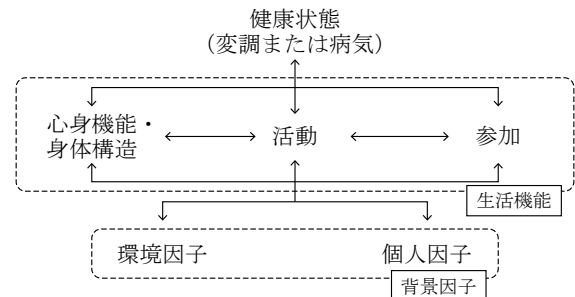 健康状態
（変調または病気）
心身機能・
身体構造
活動
参加
生活機能
環境因子
個人因子
背景因子